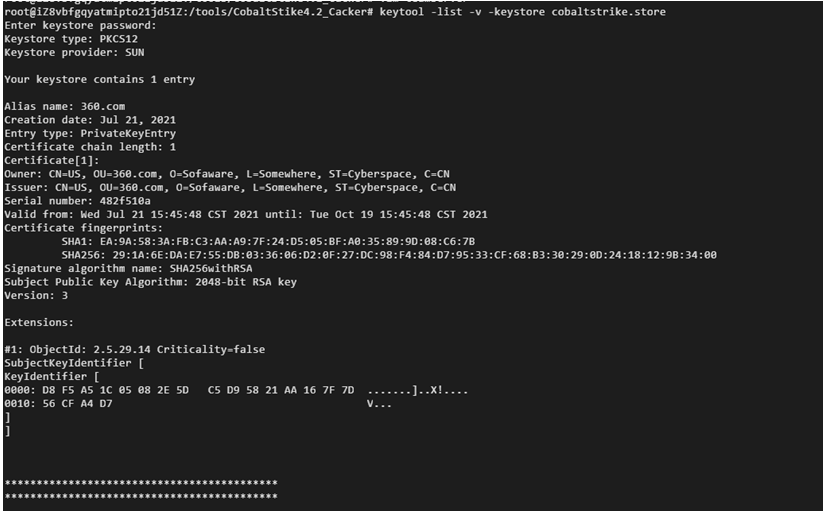 root@iZ8vbfgqyatmipto21jd51Z:/tools/CobaltStike4.2_Cacker# keytool -list -v -keystore cobaltstrike.store
Enter keystore password:
Keystore type: PKCS12
Keystore provider: SUN
Your keystore contains 1 entry
Alias name: 360.com
Creation date: Jul 21, 2021
Entry type: PrivateKeyEntry
Certificate chain length: 1
Certificate[1]:
Owner: CN=US, OU=360.com, O=Sofaware, L=Somewhere, ST=Cyberspace, C=CN
Issuer: CN=US, OU=360.com, O=Sofaware, L=Somewhere, ST=Cyberspace, C=CN
Serial number: 482f510a
Valid from: Wed Jul 21 15:45:48 CST 2021 until: Tue Oct 19 15:45:48 CST 2021
Certificate fingerprints:
SHA1: EA:9A:58:3A:FB:C3:AA:A9:7F:24:D5:05:BF:A0:35:89:9D:08:C6:7B
SHA256: 29:1A:6E:DA:E7:55:DB:03:36:06:D2:0F:27:DC:98:F4:84:D7:95:33:CF:68:B3:30:29:0D:24:18:12:9B:34:00
Signature algorithm name: SHA256withRSA
Subject Public Key Algorithm: 2048-bit RSA key
Version: 3
Extensions:
#1: ObjectId: 2.5.29.14 Criticality=false
SubjectKeyIdentifier [
KeyIdentifier [
0000: D8 F5 A5 1C 05 08 2E 5D   C5 D9 58 21 AA 16 7F 7D  .......]..X!....
0010: 56 CF A4 D7                                        V...
]
]
*******************************************
*******************************************